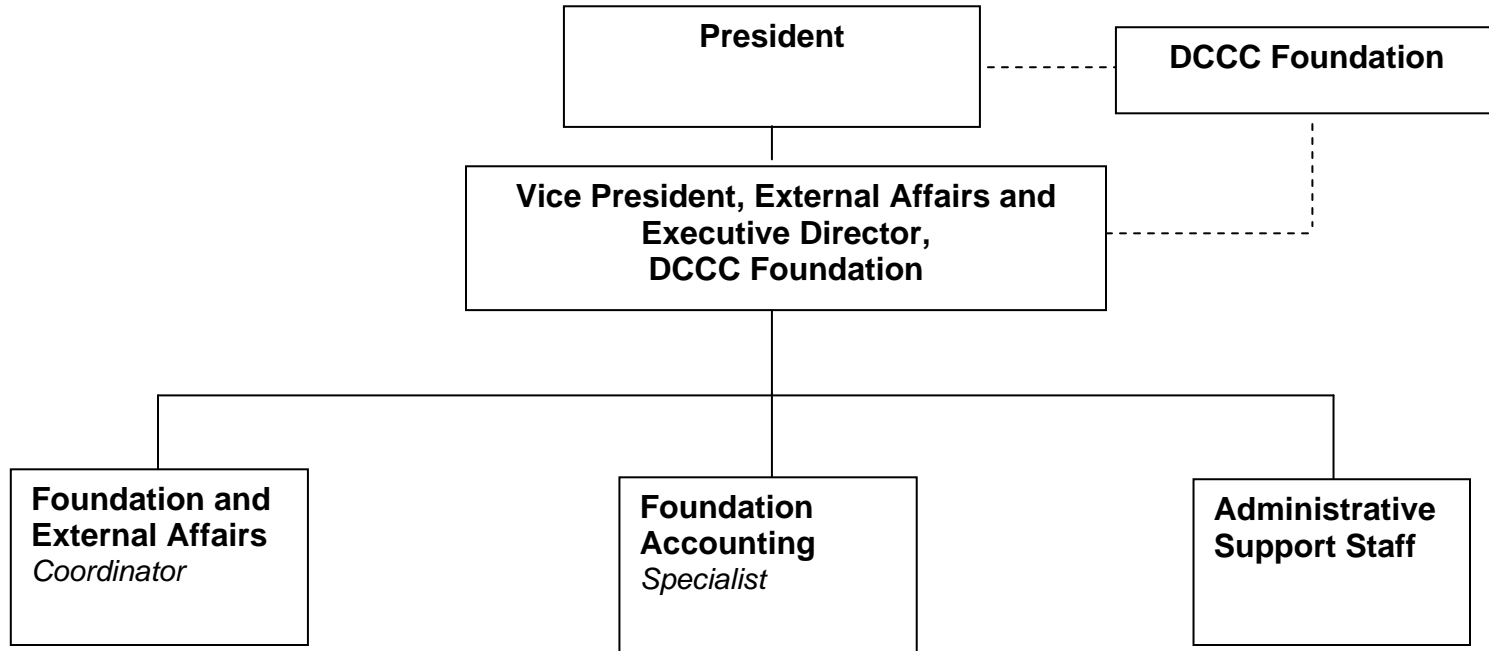 President
DCCC Foundation
Vice President, External Affairs and
Executive Director,
DCCC Foundation
Foundation and
External Affairs
Coordinator
Foundation
Accounting
Specialist
Administrative
Support Staff